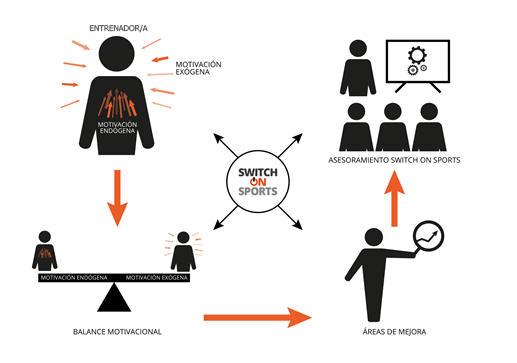 ENTRENADOR/A
MOTIVACIÓN
EXÓGENA
MOTIVACIÓN
ENDÓGENA
ASESORAMIENTO SWITCH ON SPORTS
SWITCH
ON
SPORTS
MOTIVACIÓN ENDÓGENA
MOTIVACIÓN EXÓGENA
BALANCE MOTIVACIONAL
ÁREAS DE MEJORA